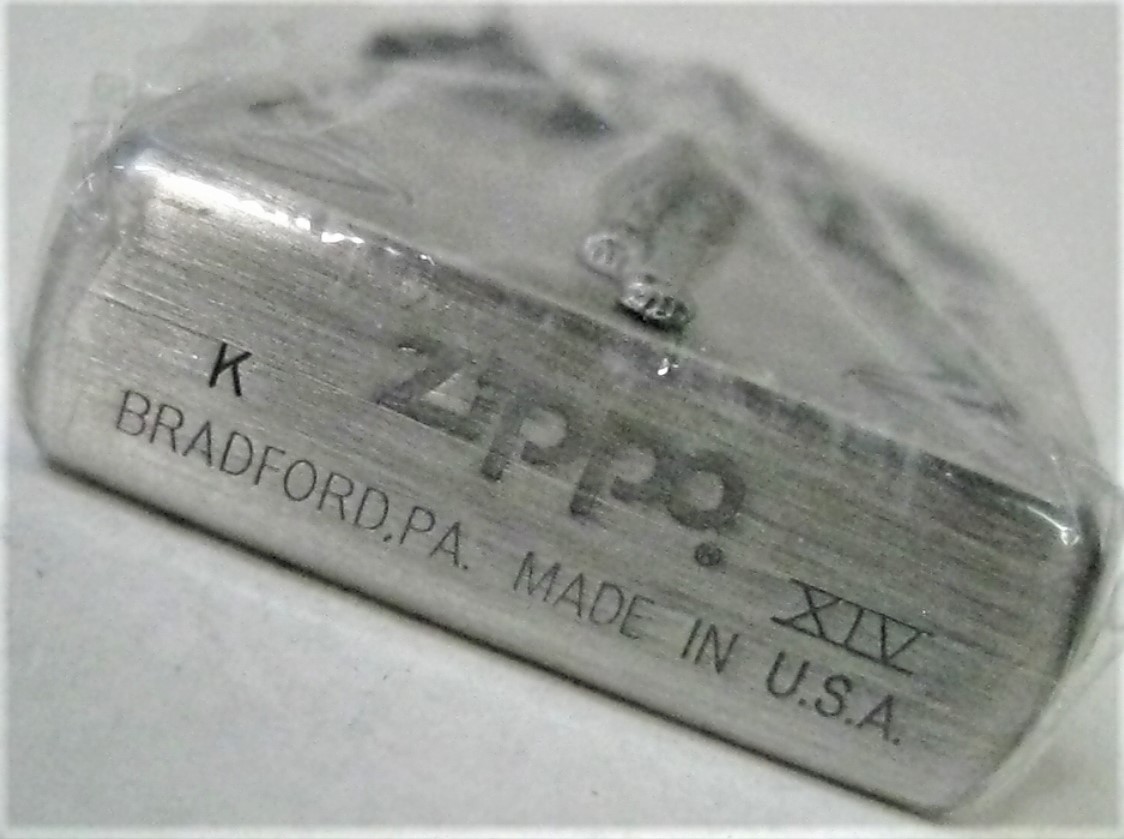 K Zippo®
XIV
BRADFORD,PA. MADE IN U.S.A.